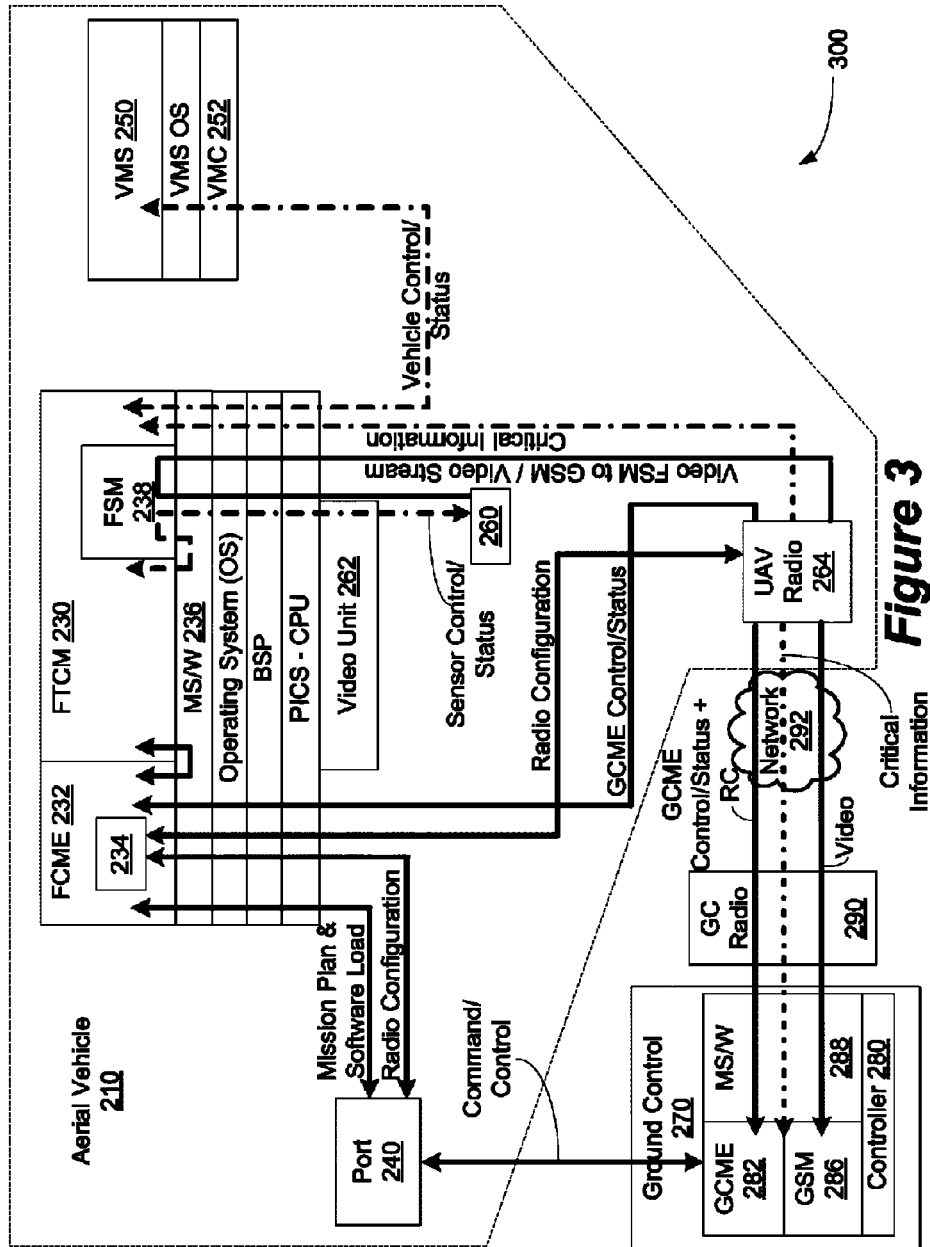 Aerial Vehicle
210
FCME 232
234
FTCM 230
FSM
238
MS/W 236
Operating System (OS)
BSP
PICS - CPU
Video Unit 262
VMS 250
VMS OS
VMC 252
Vehicle Control/
Status
Critical Information
Video FSM to GSM / Video Stream
260
Sensor Control/
Status
Mission Plan &
Software Load
Radio Configuration
Port
240
Radio Configuration
GCME Control/Status
UAV
Radio
264
Command/
Control
Ground Control
270
GCME
282
MS/W
288
GSM
286
Controller 280
GC
Radio
290
GCME
Control/Status +
RC
Network
292
Video
Critical
Information
300
Figure 3